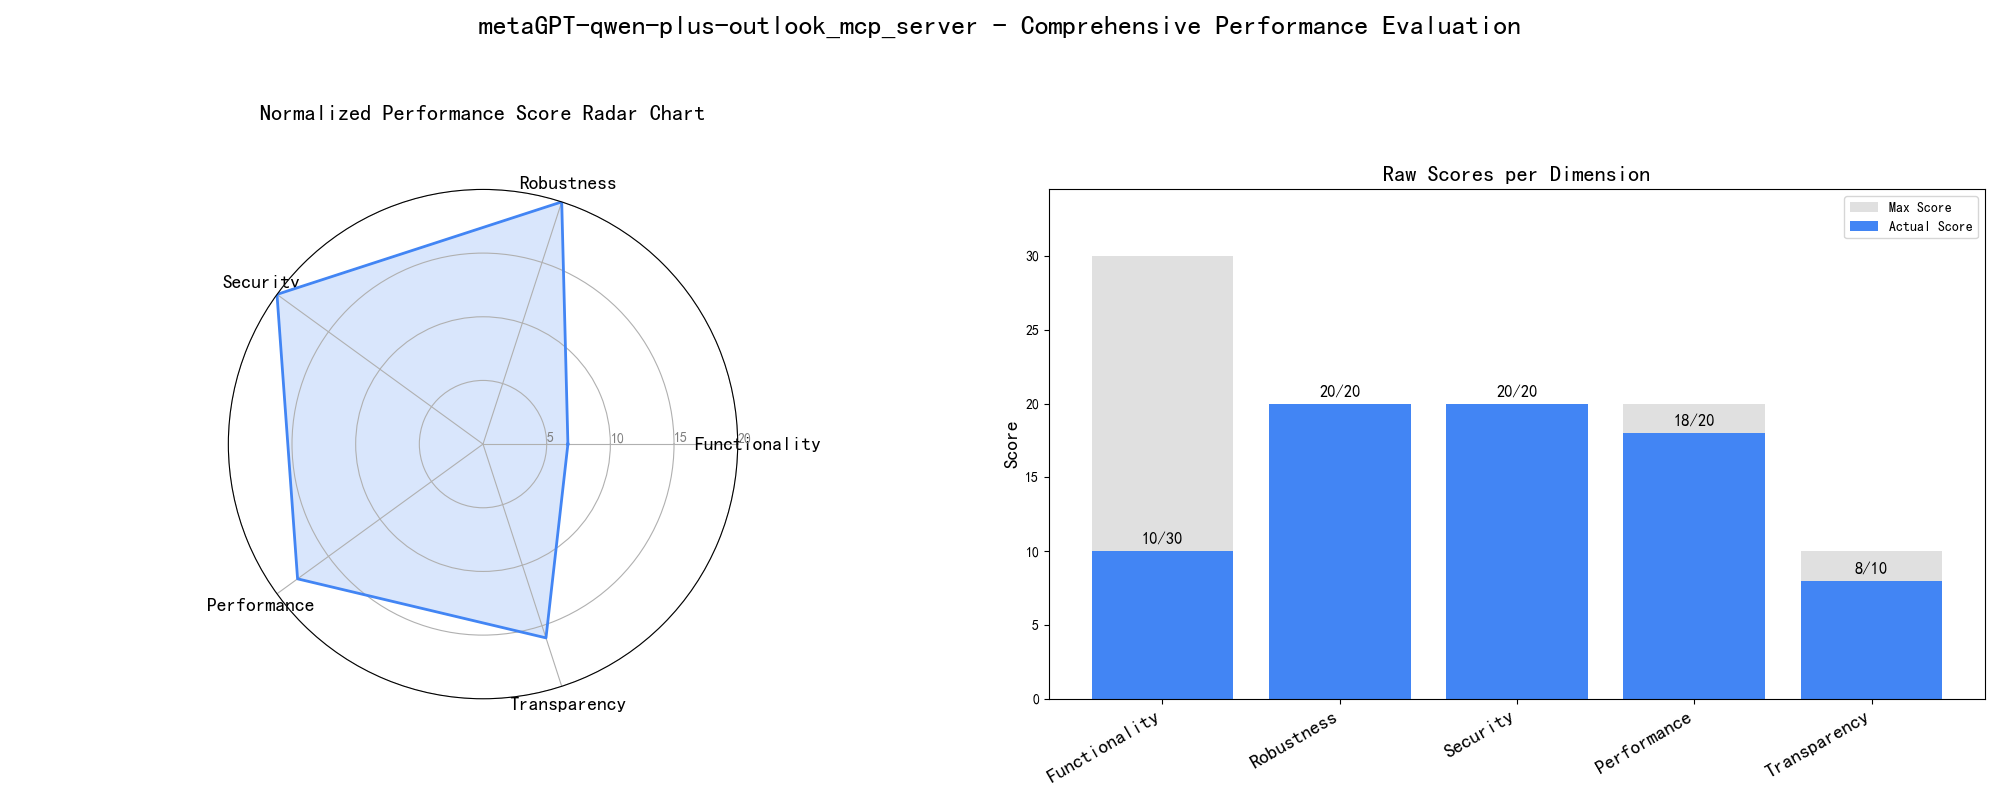 metaGPT-qwen-plus-outlook_mcp_server - Comprehensive Performance Evaluation
Normalized Performance Score Radar Chart
Robustness
Security
Functionality
5
10
15
20
Performance
Transparency
Raw Scores per Dimension
Max Score
Actual Score
Score
30
25
20
15
10
5
0
10/30
20/20
20/20
18/20
8/10
Functionality
Robustness
Security
Performance
Transparency